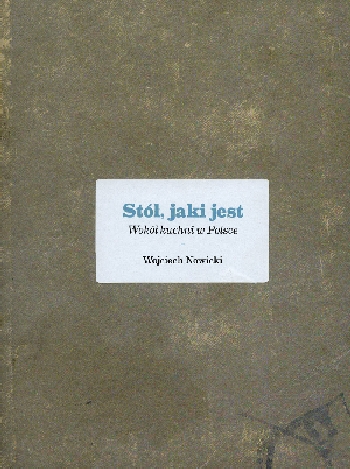 Stół, jaki jest
Wokół kuchni w Polsce
Wojciech Nowicki